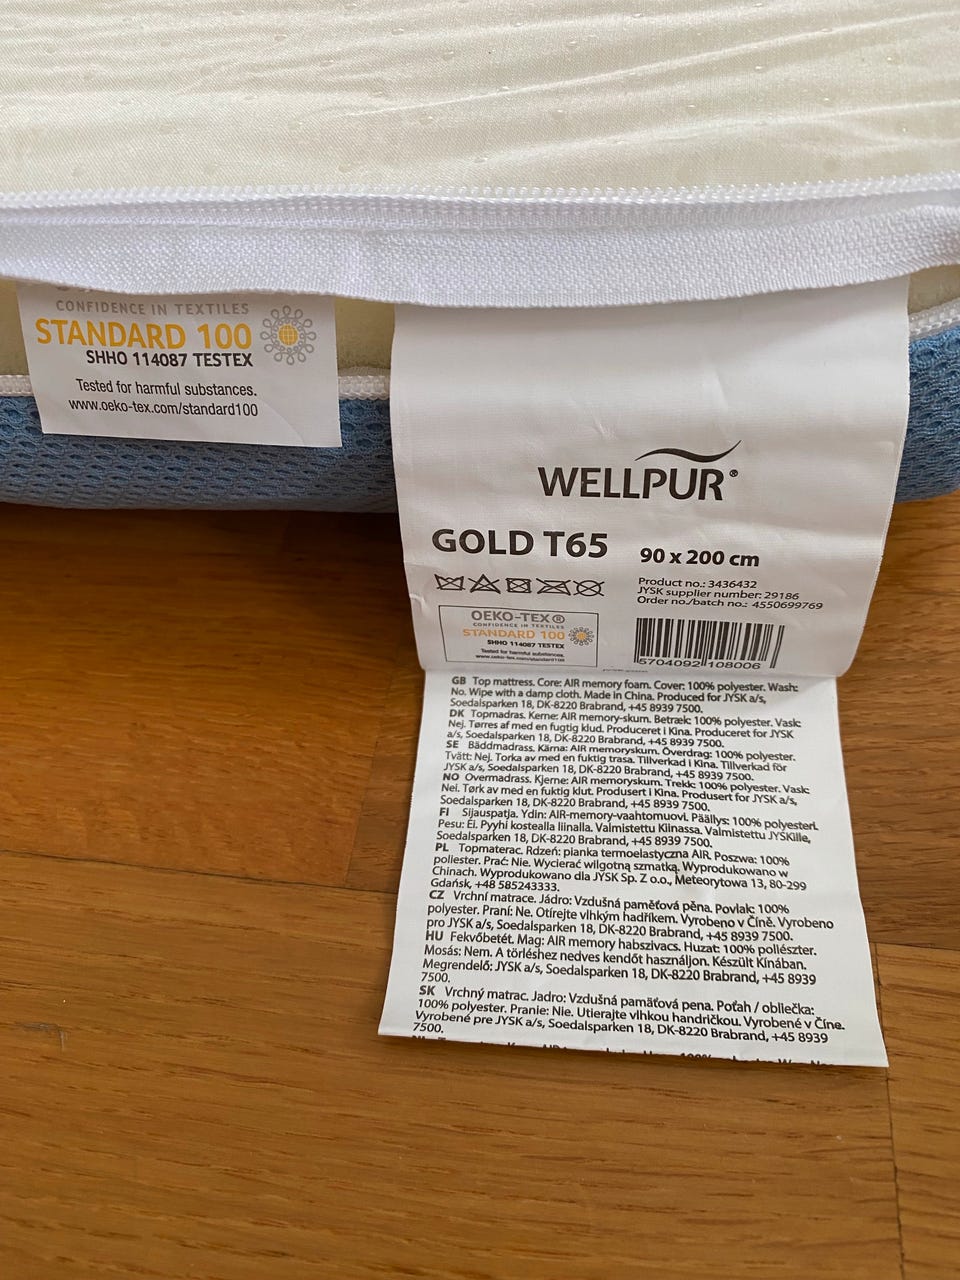 CONFIDENCE IN TEXTILES
STANDARD 100
SHHO 114087 TESTEX
Tested for harmful substances.
www.oeko-tex.com/standard100
WELLPUR®
GOLD T65
90 x 200 cm
Product no.: 3436432
JYSK supplier number: 29186
Order no./batch no.: 4550699769
OEKO-TEX®
CONFIDENCE IN TEXTILES
STANDARD 100
SHHO 114087 TESTEX
Tested for harmful substances.
www.oeko-tex.com/standard100
5704092108006
GB Top mattress. Core: AIR memory foam. Cover: 100% polyester. Wash:
No. Wipe with a damp cloth. Made in China. Produced for JYSK a/s,
Soedalsparken 18, DK-8220 Brabrand, +45 8939 7500.
DK Topmadras. Kerne: AIR memory-skum. Betræk: 100% polyester. Vask:
Nej. Tørres af med en fugtig klud. Produceret i Kina. Produceret for JYSK
a/s, Soedalsparken 18, DK-8220 Brabrand, +45 8939 7500.
SE Bäddmadrass. Kärna: AIR memoryskum. Överdrag: 100% polyester.
Tvätt: Nej. Torka av med en fuktig trasa. Tillverkad i Kina. Tillverkad för
JYSK a/s, Soedalsparken 18, DK-8220 Brabrand, +45 8939 7500.
NO Overmadrass. Kjerne: AIR memoryskum. Trekk: 100% polyester. Vask:
Nei. Tørk av med en fuktig klut. Produsert i Kina. Produsert for JYSK a/s,
Soedalsparken 18, DK-8220 Brabrand, +45 8939 7500.
FI Sijauspatja. Ydin: AIR-memory-vaahtomuovi. Päällys: 100% polyesteri.
Pesu: Ei. Pyyhi kostealla liinalla. Valmistettu Kiinassa. Valmistettu JYSKille,
Soedalsparken 18, DK-8220 Brabrand, +45 8939 7500.
PL Topmaterac. Rdzeń: pianka termoelastyczna AIR. Poszwa: 100%
poliester. Prać: Nie. Wycierać wilgotną szmatką. Wyprodukowano w
Chinach. Wyprodukowano dla JYSK Sp. Z o.o., Meteorytowa 13, 80-299
Gdańsk, +48 585243333.
CZ Vrchní matrace. Jádro: Vzdušná paměťová pěna. Povlak: 100%
polyester. Praní: Ne. Otírejte vlhkým hadříkem. Vyrobeno v Číně. Vyrobeno
pro JYSK a/s, Soedalsparken 18, DK-8220 Brabrand, +45 8939 7500.
HU Fekvőbetét. Mag: AIR memory habszivacs. Huzat: 100% poliészter.
Mosás: Nem. A törléshez nedves kendőt használjon. Készült Kínában.
Megrendelő: JYSK a/s, Soedalsparken 18, DK-8220 Brabrand, +45 8939
7500.
SK Vrchný matrac. Jadro: Vzdušná pamäťová pena. Poťah / obliečka:
100% polyester. Pranie: Nie. Utierajte vlhkou handričkou. Vyrobené v Číne.
Vyrobené pre JYSK a/s, Soedalsparken 18, DK-8220 Brabrand, +45 8939
7500.